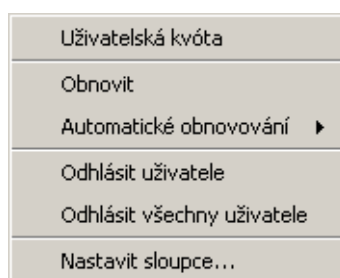 Uživatelská kvóta
Obnovit
Automatické obnovování
Odhlásit uživatele
Odhlásit všechny uživatele
Nastavit sloupce...